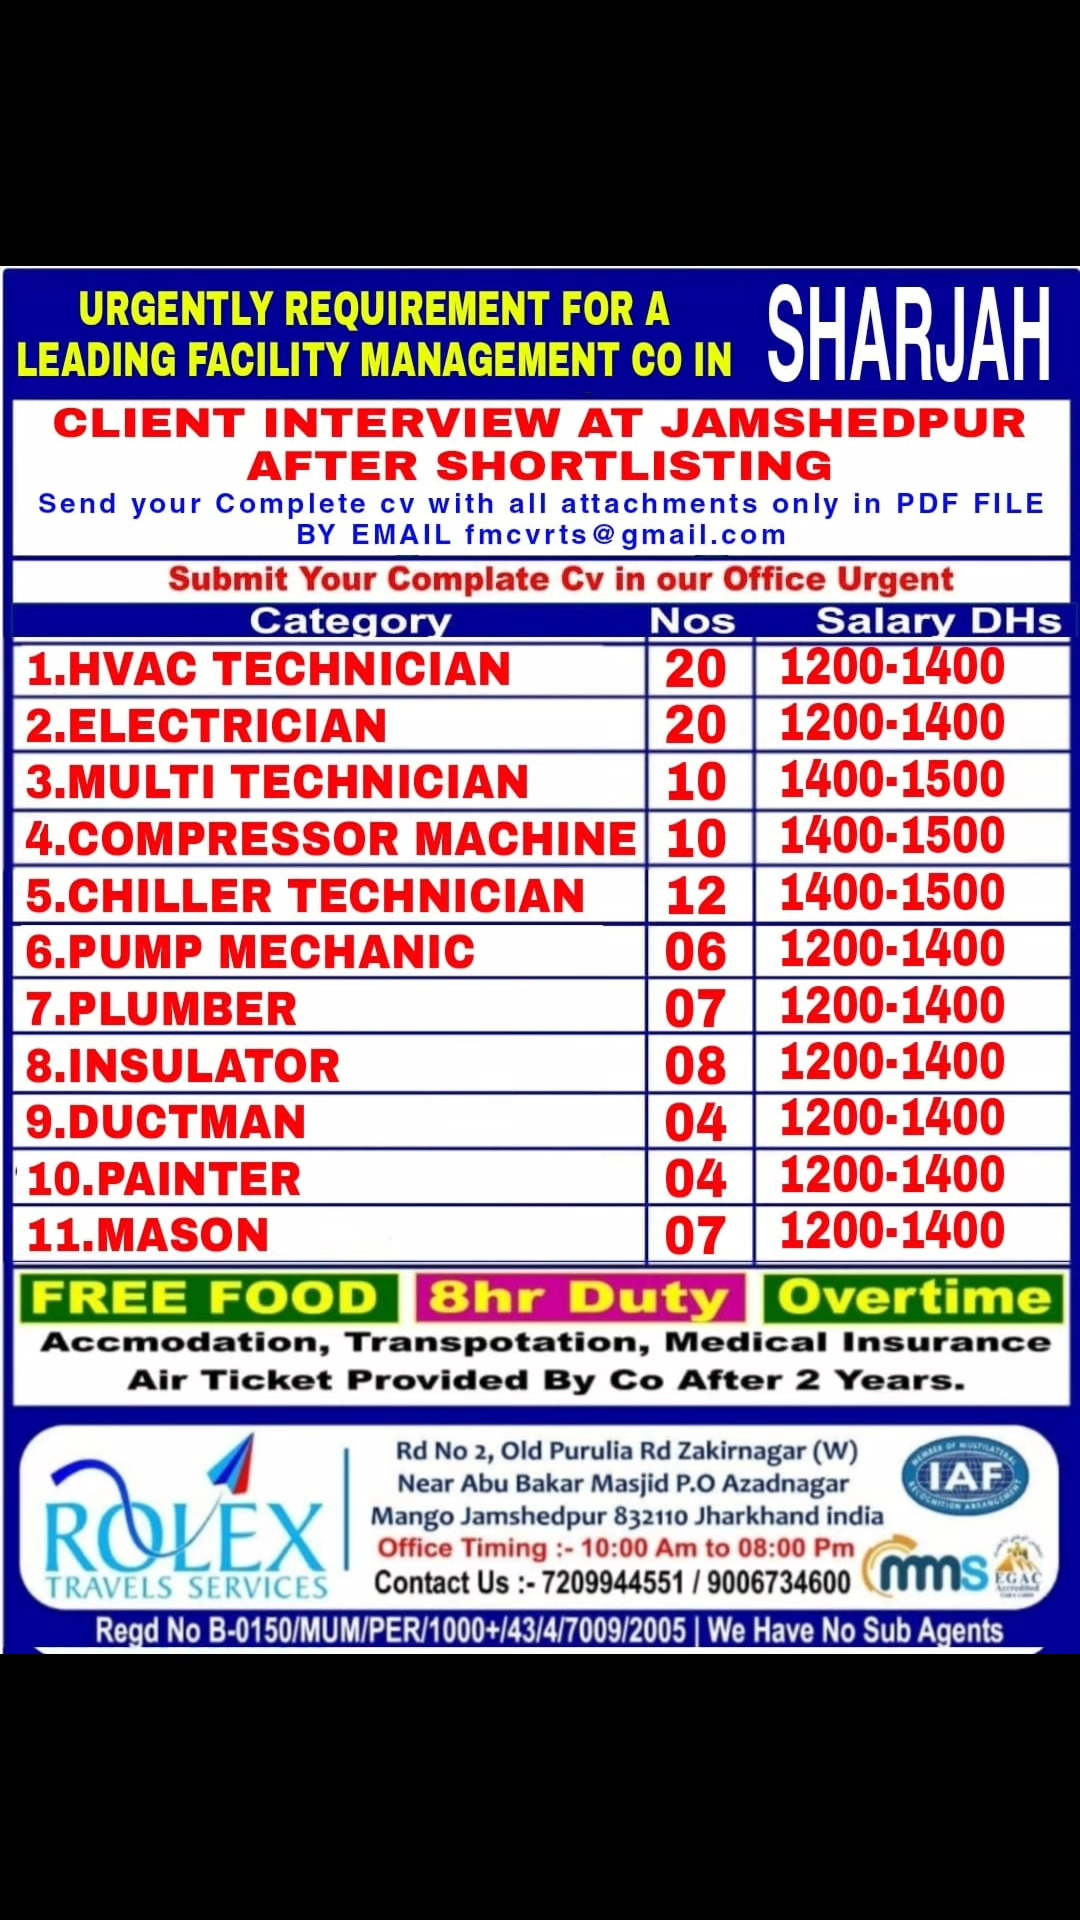 URGENTLY REQUIREMENT FOR A
LEADING FACILITY MANAGEMENT CO IN SHARJAH
CLIENT INTERVIEW AT JAMSHEDPUR
AFTER SHORTLISTING
Send your Complete cv with all attachments only in PDF FILE
BY EMAIL fmcvrts@gmail.com
Submit Your Complate Cv in our Office Urgent
Category Nos Salary DHs
1.HVAC TECHNICIAN 20 1200-1400
2.ELECTRICIAN 20 1200-1400
3.MULTI TECHNICIAN 10 1400-1500
4.COMPRESSOR MACHINE 10 1400-1500
5.CHILLER TECHNICIAN 12 1400-1500
6.PUMP MECHANIC 06 1200-1400
7.PLUMBER 07 1200-1400
8.INSULATOR 08 1200-1400
9.DUCTMAN 04 1200-1400
10.PAINTER 04 1200-1400
11.MASON 07 1200-1400
FREE FOOD 8hr Duty Overtime
Accmodation, Transpotation, Medical Insurance
Air Ticket Provided By Co After 2 Years.
ROLEX
TRAVELS SERVICES
Rd No 2, Old Purulia Rd Zakirnagar (W)
Near Abu Bakar Masjid P.O Azadnagar
Mango Jamshedpur 832110 Jharkhand india
Office Timing :- 10:00 Am to 08:00 Pm
Contact Us :- 7209944551 / 9006734600
MEMBER OF MULTILATERAL
IAF
RECOGNITION ARRANGEMENT
EGAC
Accredited
Regd No B-0150/MUM/PER/1000+/43/4/7009/2005 | We Have No Sub Agents